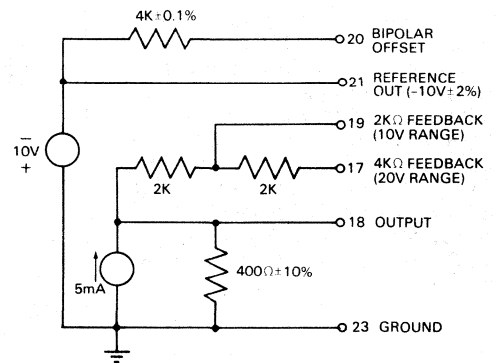 4K±0.1%
20 BIPOLAR
OFFSET
21 REFERENCE
OUT (-10V±2%)
19 2KΩ FEEDBACK
(10V RANGE)
10V
−
+
2K
2K
17 4KΩ FEEDBACK
(20V RANGE)
18 OUTPUT
5mA
400Ω±10%
23 GROUND